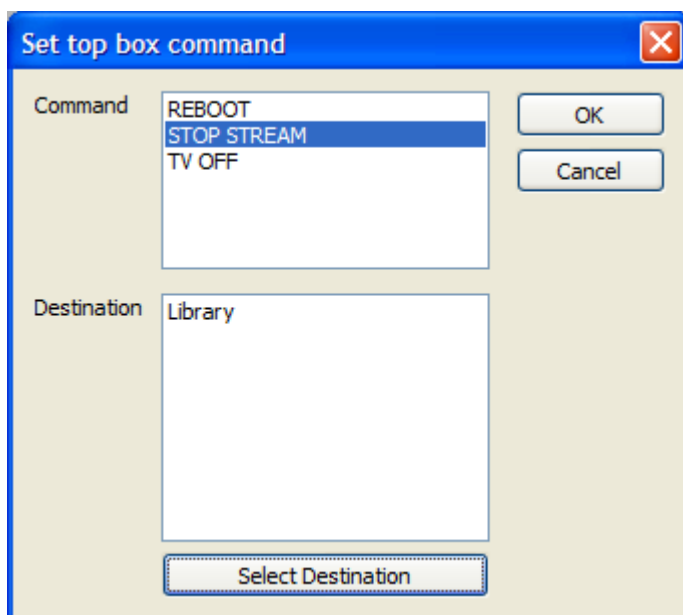 Set top box command
Command
REBOOT
STOP STREAM
TV OFF
OK
Cancel
Destination
Library
Select Destination